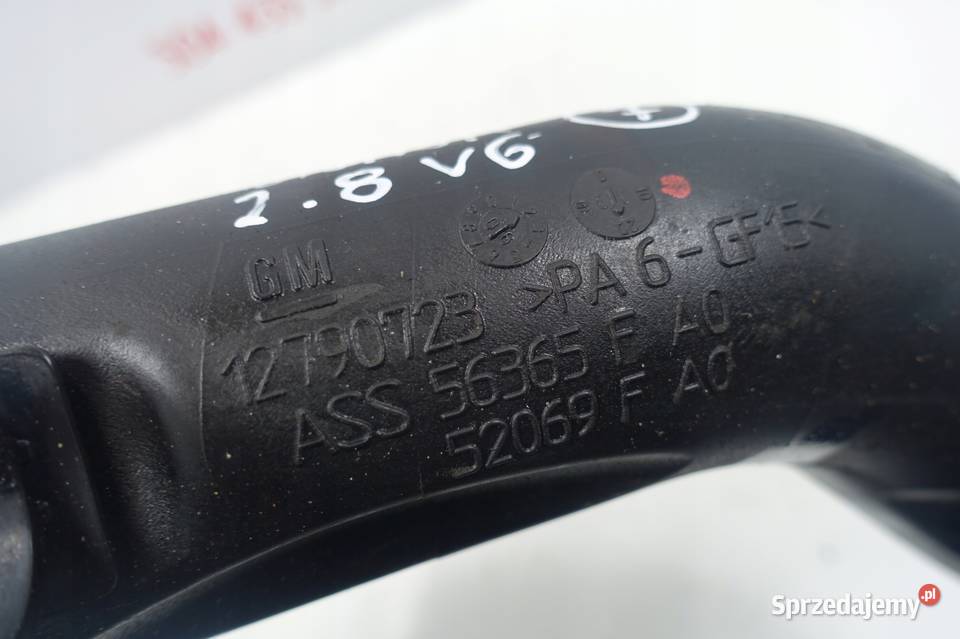 2.8 V6
GM
12790723 >PA 6-GF15<
ASS 56365 F A0
52069 F A0
Sprzedajemy.pl